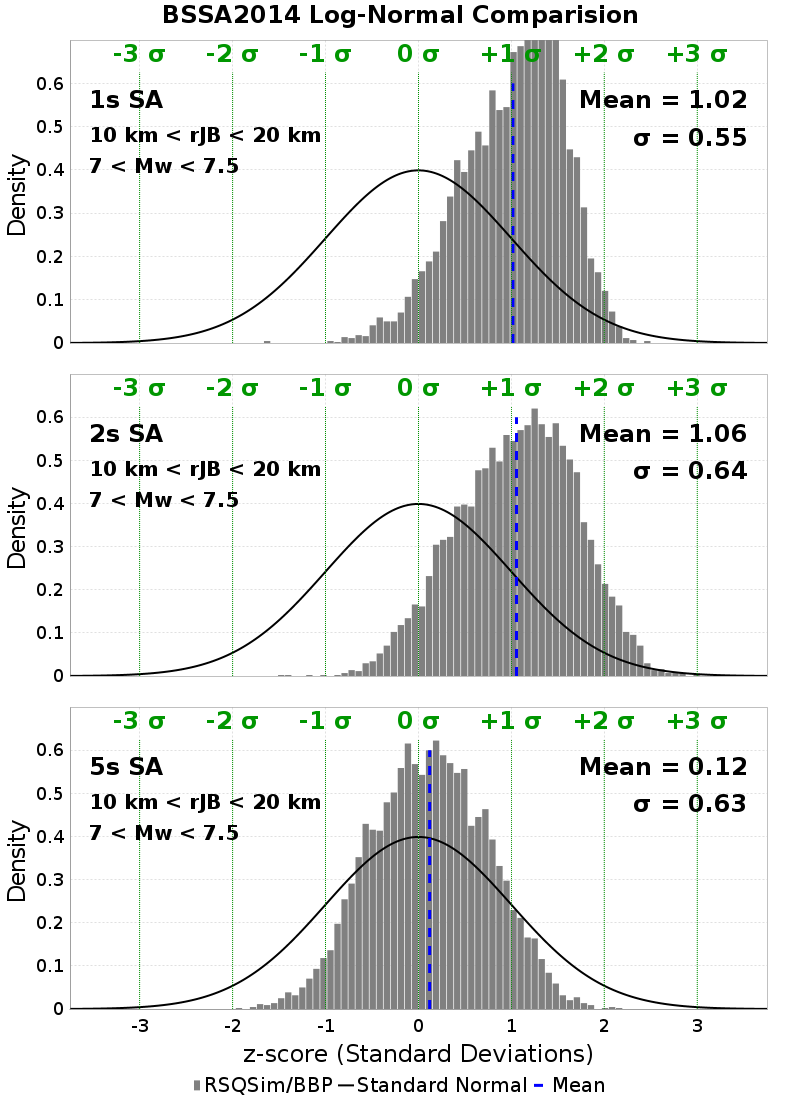 BSSA2014 Log-Normal Comparision
-3 σ -2 σ -1 σ 0 σ +1 σ +2 σ +3 σ
0.6
1s SA Mean = 1.02
0.5
10 km < rJB < 20 km σ = 0.55
0.4
7 < Mw < 7.5
Density
0.3
0.2
0.1
0
-3 σ -2 σ -1 σ 0 σ +1 σ +2 σ +3 σ
0.6
2s SA Mean = 1.06
0.5
10 km < rJB < 20 km σ = 0.64
0.4
7 < Mw < 7.5
Density
0.3
0.2
0.1
0
-3 σ -2 σ -1 σ 0 σ +1 σ +2 σ +3 σ
0.6
5s SA Mean = 0.12
0.5
10 km < rJB < 20 km σ = 0.63
0.4
7 < Mw < 7.5
Density
0.3
0.2
0.1
0
-3 -2 -1 0 1 2 3
z-score (Standard Deviations)
RSQSim/BBP Standard Normal Mean